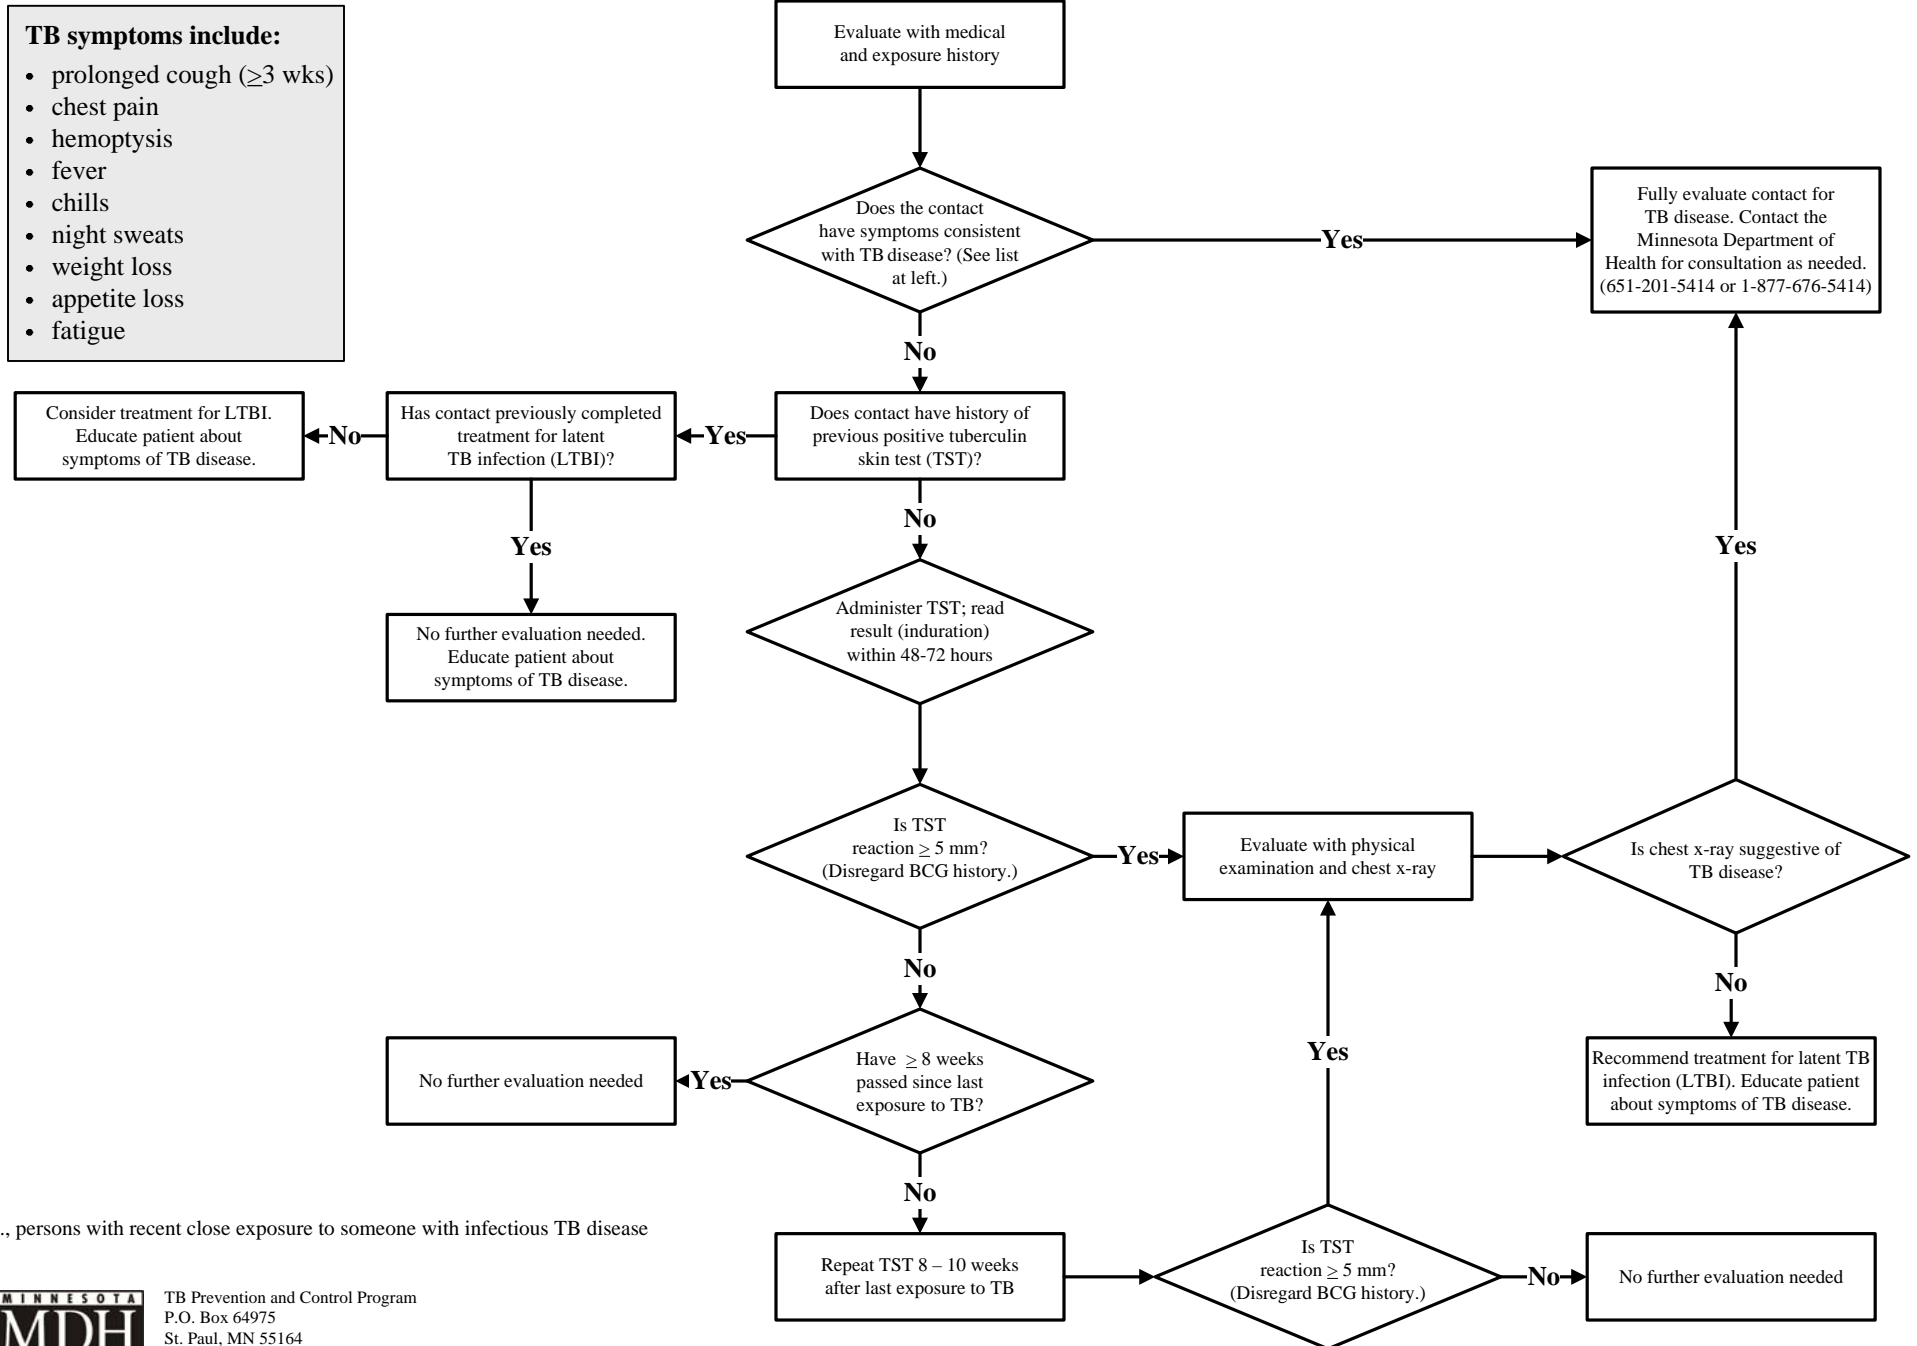 TB symptoms include:
• prolonged cough (≥3 wks)
• chest pain
• hemoptysis
• fever
• chills
• night sweats
• weight loss
• appetite loss
• fatigue
Evaluate with medical
and exposure history
Does the contact
have symptoms consistent
with TB disease? (See list
at left.)
Yes
Fully evaluate contact for
TB disease. Contact the
Minnesota Department of
Health for consultation as needed.
(651-201-5414 or 1-877-676-5414)
No
Consider treatment for LTBI.
Educate patient about
symptoms of TB disease.
No
Has contact previously completed
treatment for latent
TB infection (LTBI)?
Yes
Does contact have history of
previous positive tuberculin
skin test (TST)?
No
Yes
Yes
No further evaluation needed.
Educate patient about
symptoms of TB disease.
Administer TST; read
result (induration)
within 48-72 hours
Is TST
reaction ≥ 5 mm?
(Disregard BCG history.)
Yes
Evaluate with physical
examination and chest x-ray
Is chest x-ray suggestive of
TB disease?
No
No
No further evaluation needed
Yes
Have ≥ 8 weeks
passed since last
exposure to TB?
Yes
Recommend treatment for latent TB
infection (LTBI). Educate patient
about symptoms of TB disease.
No
., persons with recent close exposure to someone with infectious TB disease
Repeat TST 8 – 10 weeks
after last exposure to TB
Is TST
reaction ≥ 5 mm?
(Disregard BCG history.)
No
No further evaluation needed
MINNESOTA
MDH
TB Prevention and Control Program
P.O. Box 64975
St. Paul, MN 55164